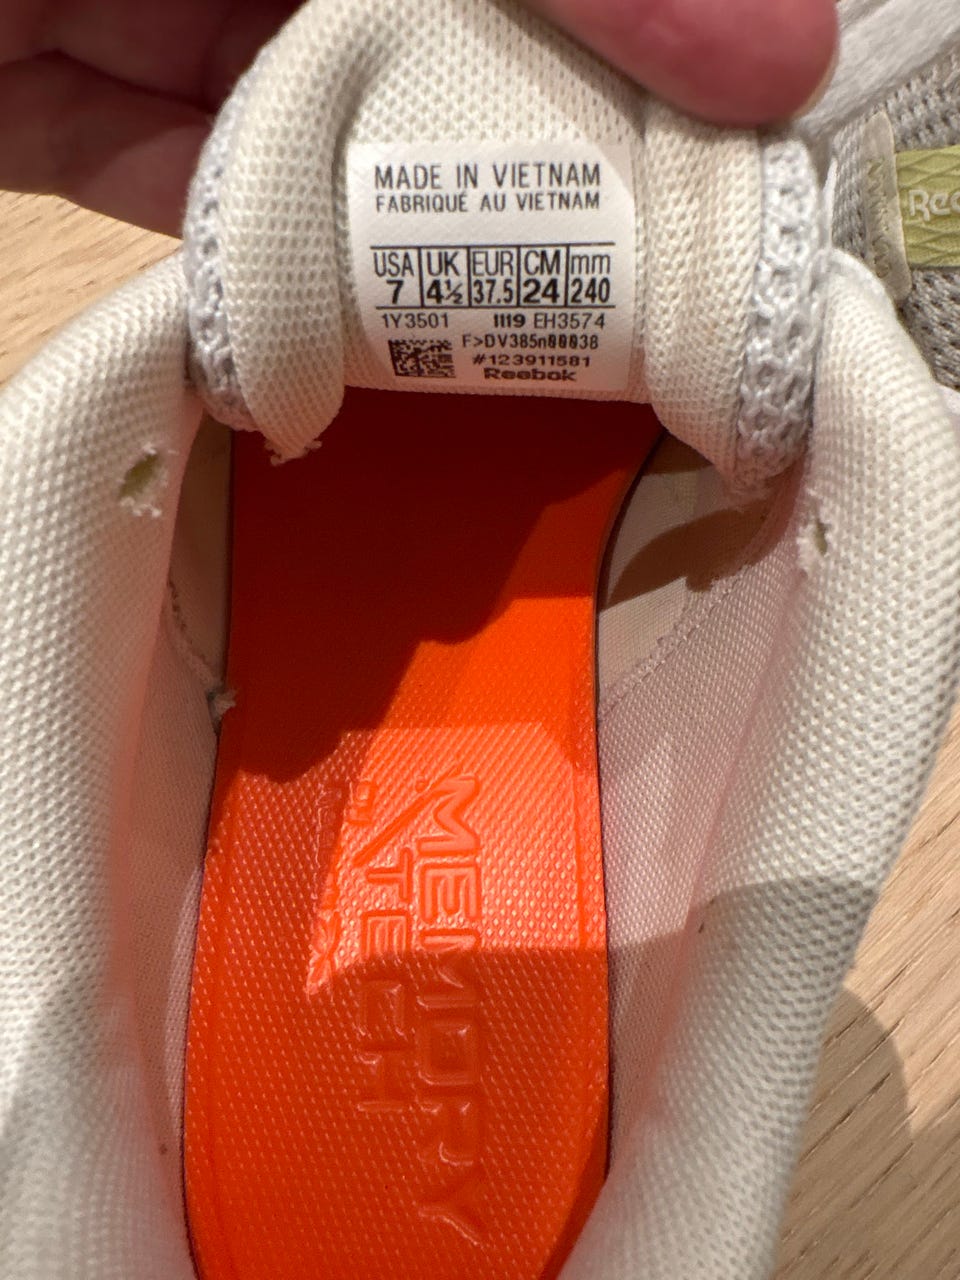 MADE IN VIETNAM
FABRIQUÉ AU VIETNAM
USA UK EUR CM mm
7 4½ 37.5 24 240
1Y3501 1119 EH3574
F>DV385n00038
#123911581
Reebok
MEMORY
TECH